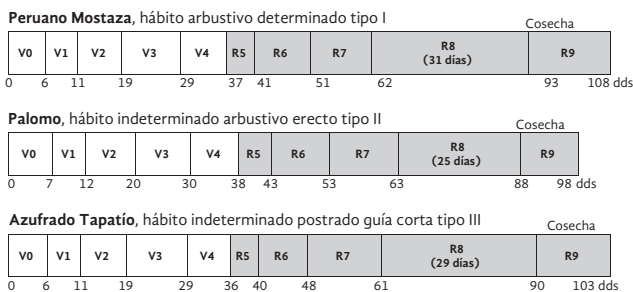 Peruano Mostaza, hábito arbustivo determinado tipo I
Cosecha
V0 V1 V2 V3 V4 R5 R6 R7 R8 (31 días) R9
0 6 11 19 29 37 41 51 62 93 108 dds
Palomo, hábito indeterminado arbustivo erecto tipo II
Cosecha
V0 V1 V2 V3 V4 R5 R6 R7 R8 (25 días) R9
0 7 12 20 30 38 43 53 63 88 98 dds
Azufrado Tapatío, hábito indeterminado postrado guía corta tipo III
Cosecha
V0 V1 V2 V3 V4 R5 R6 R7 R8 (29 días) R9
0 6 11 19 29 36 40 48 61 90 103 dds